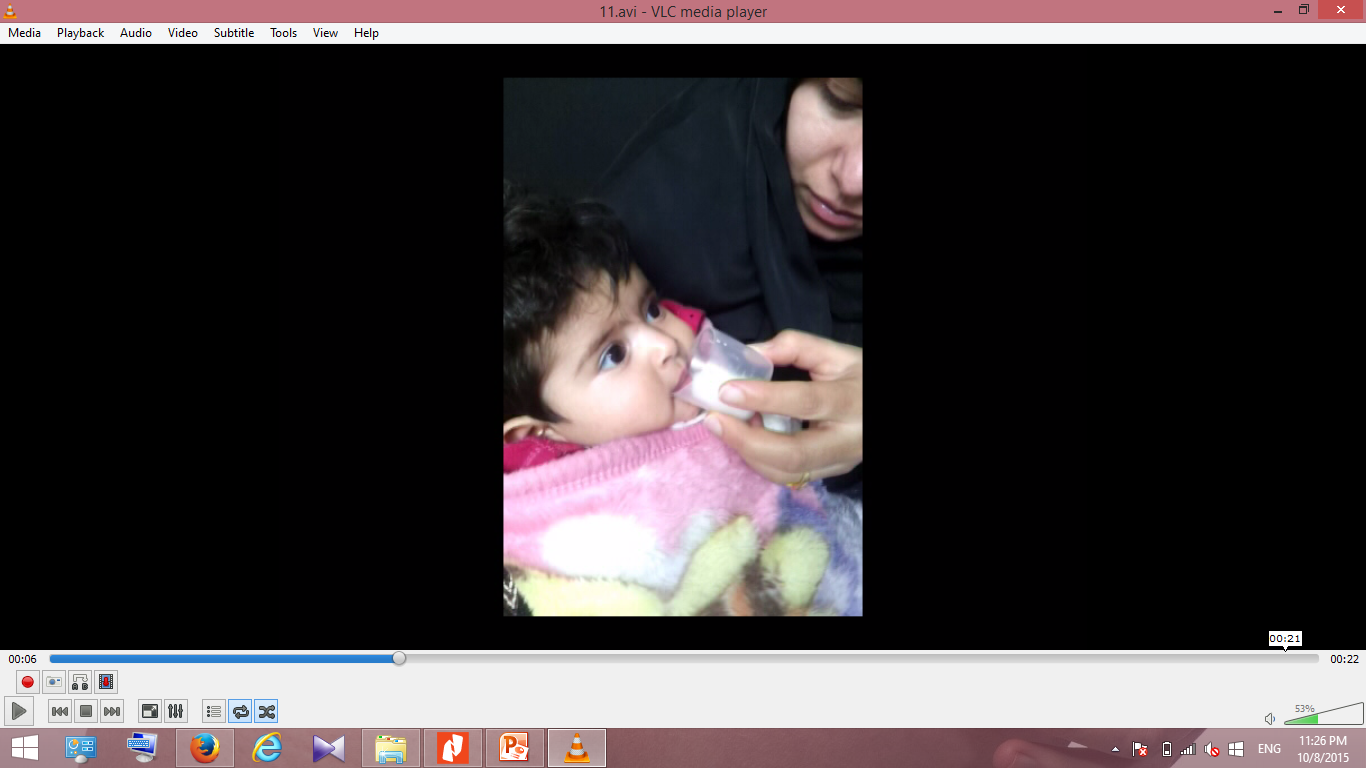 11.avi - VLC media player
Media Playback Audio Video Subtitle Tools View Help
00:21
00:06 00:22
53%
ENG
11:26 PM
10/8/2015